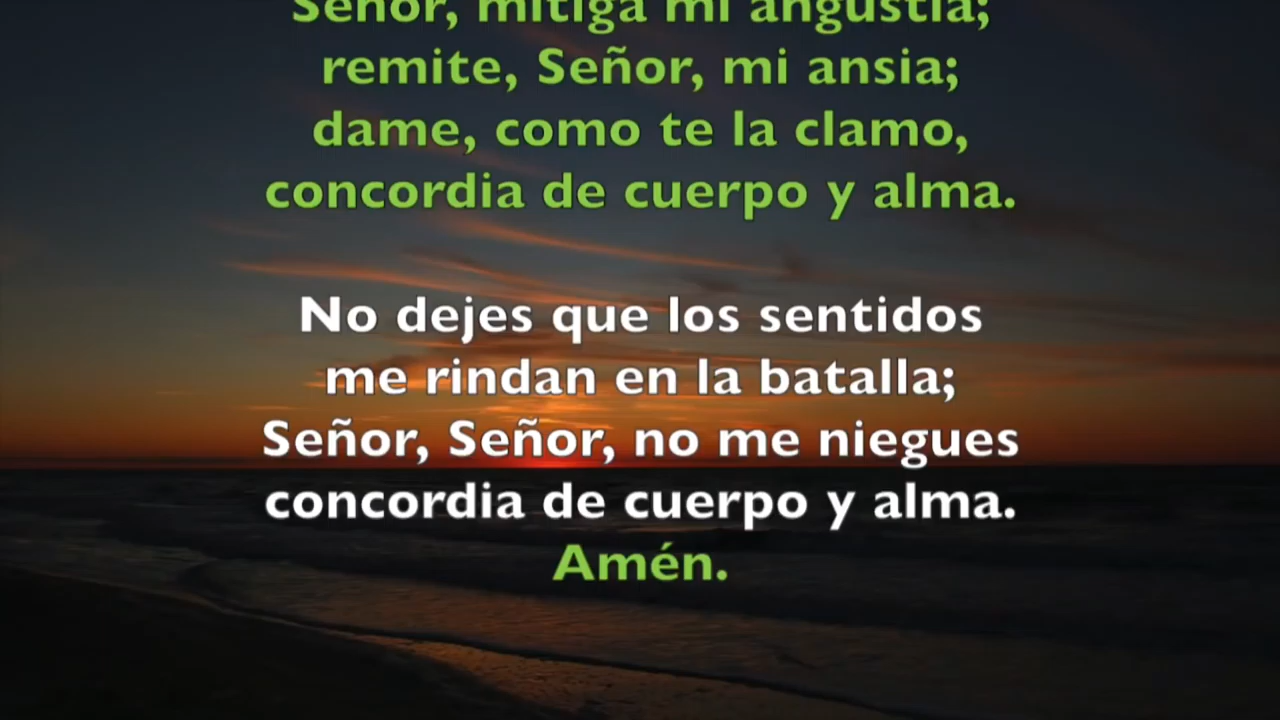 Señor, mitiga mi angustia;
remite, Señor, mi ansia;
dame, como te la clamo,
concordia de cuerpo y alma.
No dejes que los sentidos
me rindan en la batalla;
Señor, Señor, no me niegues
concordia de cuerpo y alma.
Amén.